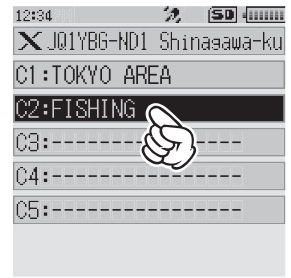 12:34 SD
X JQ1YBG-ND1 Shinagawa-ku
C1:TOKYO AREA
C2:FISHING
C3:-----------------
C4:-----------------
C5:-----------------